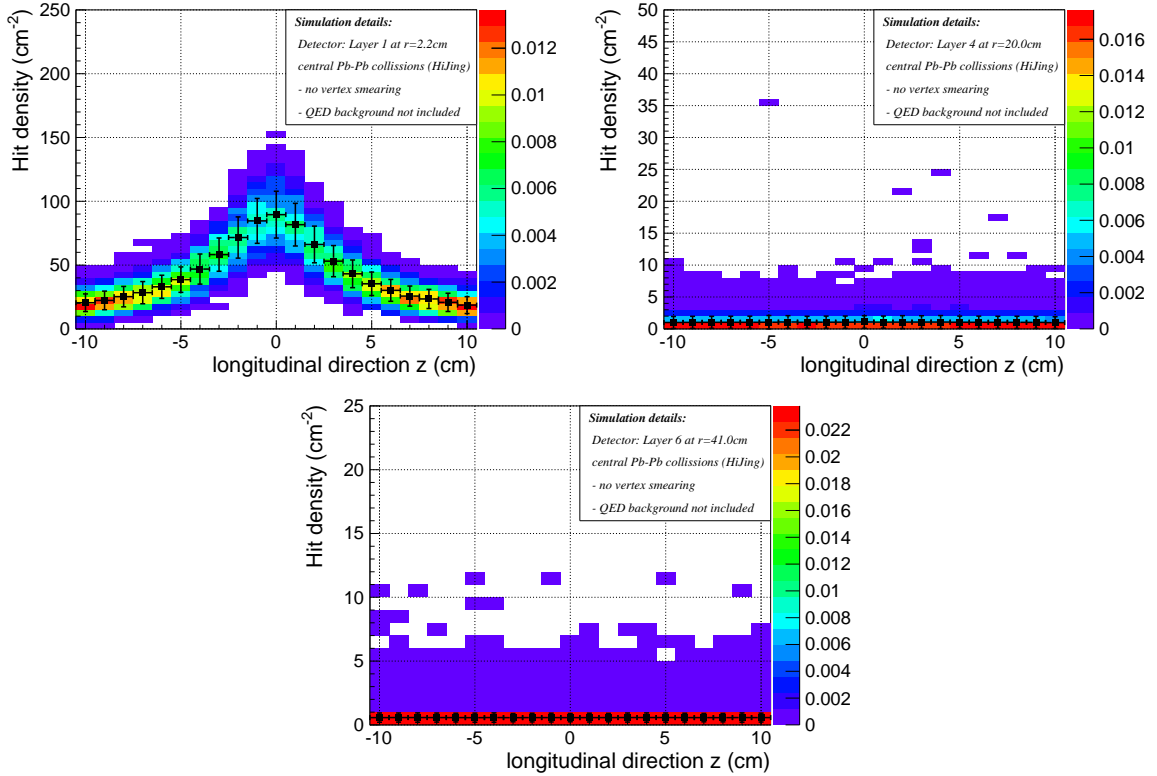 Hit density (cm-2)
250
200
150
100
50
0
Simulation details:
Detector: Layer 1 at r=2.2cm
central Pb-Pb collissions (HiJing)
- no vertex smearing
- QED background not included
0.012
0.01
0.008
0.006
0.004
0.002
0
-10 -5 0 5 10
longitudinal direction z (cm)
Hit density (cm-2)
50
45
40
35
30
25
20
15
10
5
0
Simulation details:
Detector: Layer 4 at r=20.0cm
central Pb-Pb collissions (HiJing)
- no vertex smearing
- QED background not included
0.016
0.014
0.012
0.01
0.008
0.006
0.004
0.002
0
-10 -5 0 5 10
longitudinal direction z (cm)
Hit density (cm-2)
25
20
15
10
5
0
Simulation details:
Detector: Layer 6 at r=41.0cm
central Pb-Pb collissions (HiJing)
- no vertex smearing
- QED background not included
0.022
0.02
0.018
0.016
0.014
0.012
0.01
0.008
0.006
0.004
0.002
0
-10 -5 0 5 10
longitudinal direction z (cm)